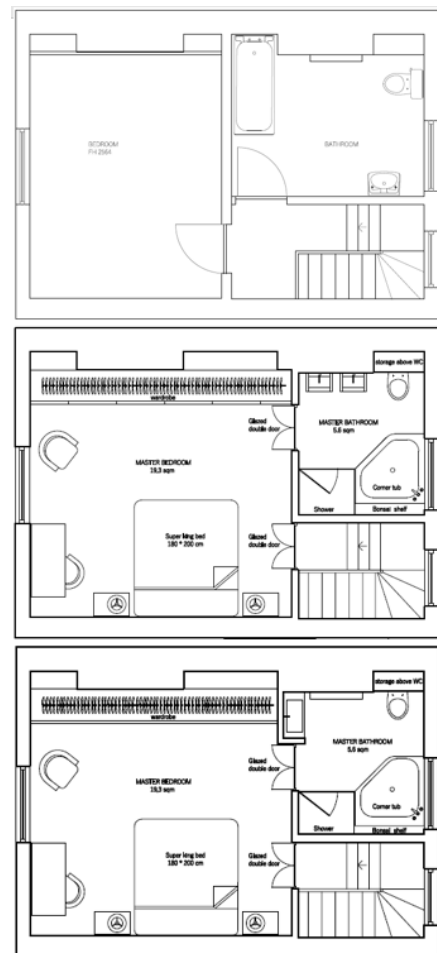 BEDROOM
FH 2564
BATHROOM
storage above WC
wardrobe
Glazed
double door
MASTER BATHROOM
5,6 sqm
MASTER BEDROOM
19,3 sqm
Corner tub
Super king bed
180 * 200 cm
Shower
Bonsai shelf
Glazed
double door
storage above WC
wardrobe
MASTER BATHROOM
5,6 sqm
Glazed
double door
MASTER BEDROOM
19,3 sqm
Corner tub
Shower
Bonsai shelf
Super king bed
180 * 200 cm
Glazed
double door